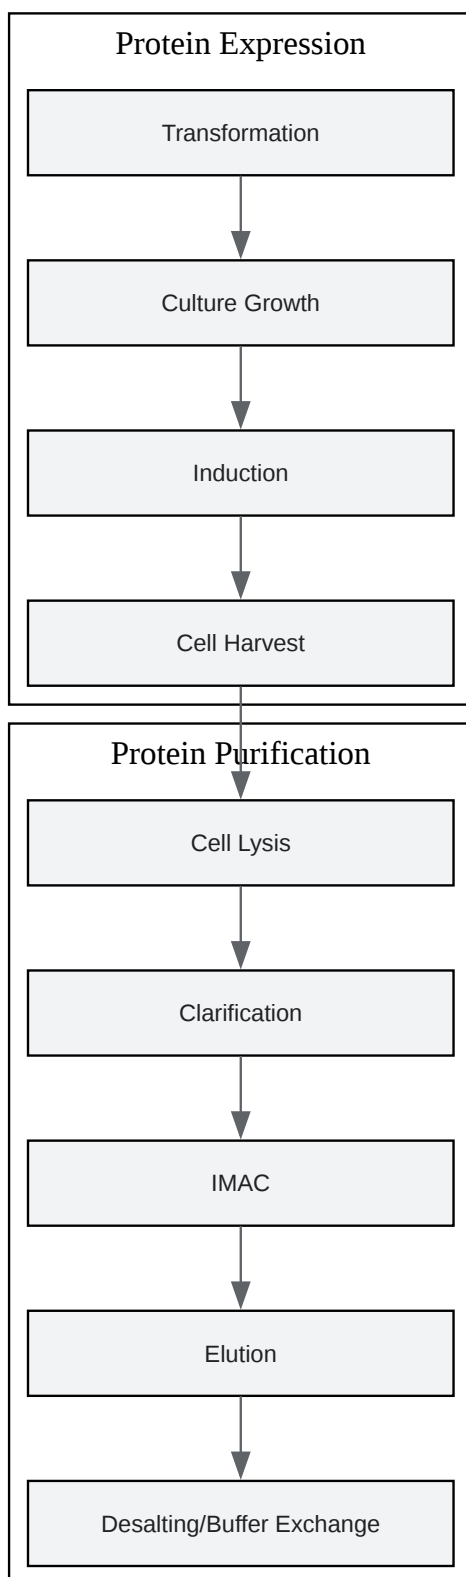 Protein Expression
Transformation
Culture Growth
Induction
Cell Harvest
Protein Purification
Cell Lysis
Clarification
IMAC
Elution
Desalting/Buffer Exchange